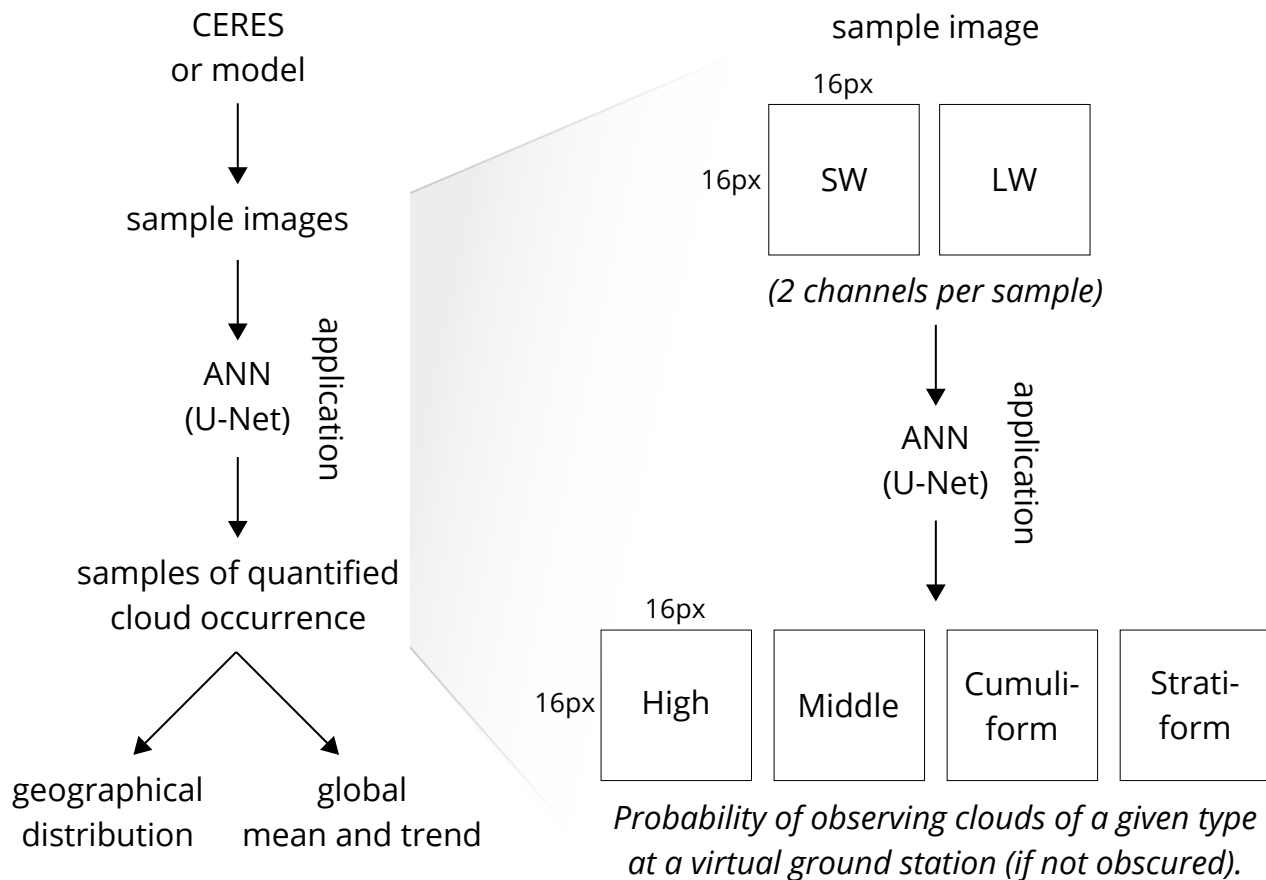 CERES
or model
sample images
ANN
(U-Net)
application
samples of quantified
cloud occurrence
geographical
distribution
global
mean and trend
sample image
16px
16px
SW
LW
(2 channels per sample)
ANN
(U-Net)
application
16px
16px
High
Middle
Cumuli-
form
Strati-
form
Probability of observing clouds of a given type
at a virtual ground station (if not obscured).